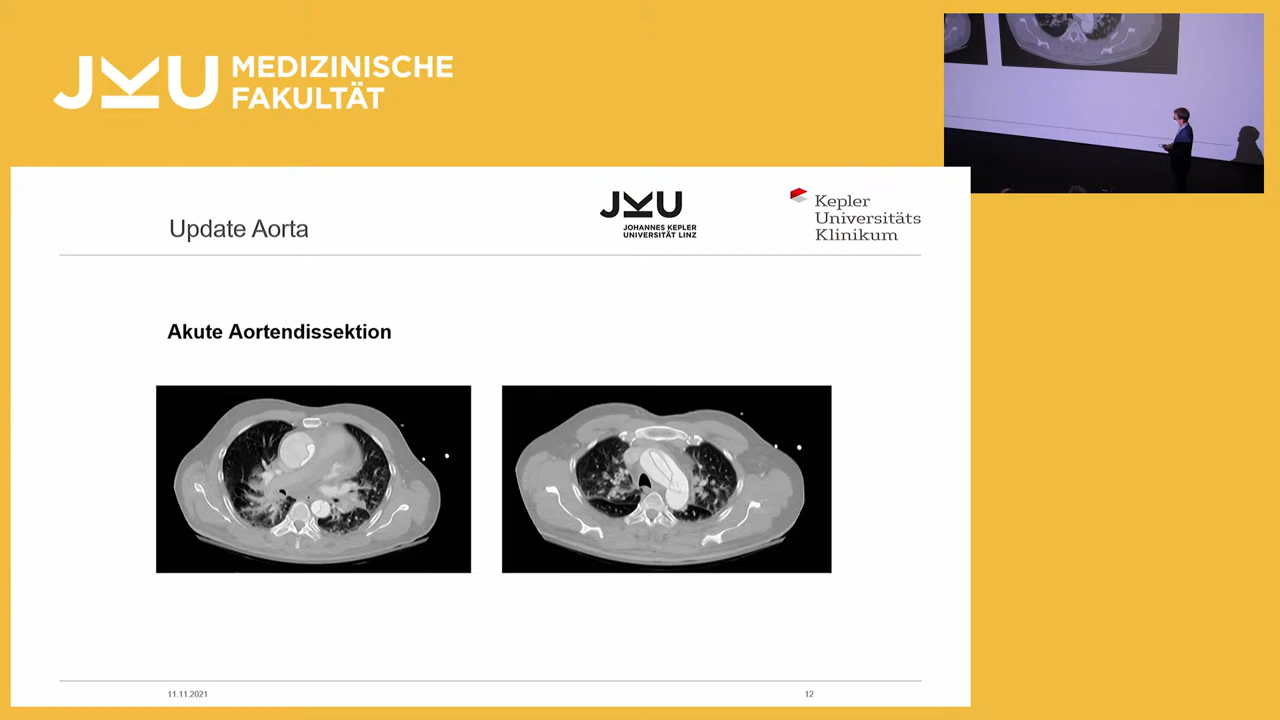 JKU MEDIZINISCHE
FAKULTÄT
Update Aorta
JKU
JOHANNES KEPLER
UNIVERSITÄT LINZ
Kepler
Universitäts
Klinikum
Akute Aortendissektion
11.11.2021
12